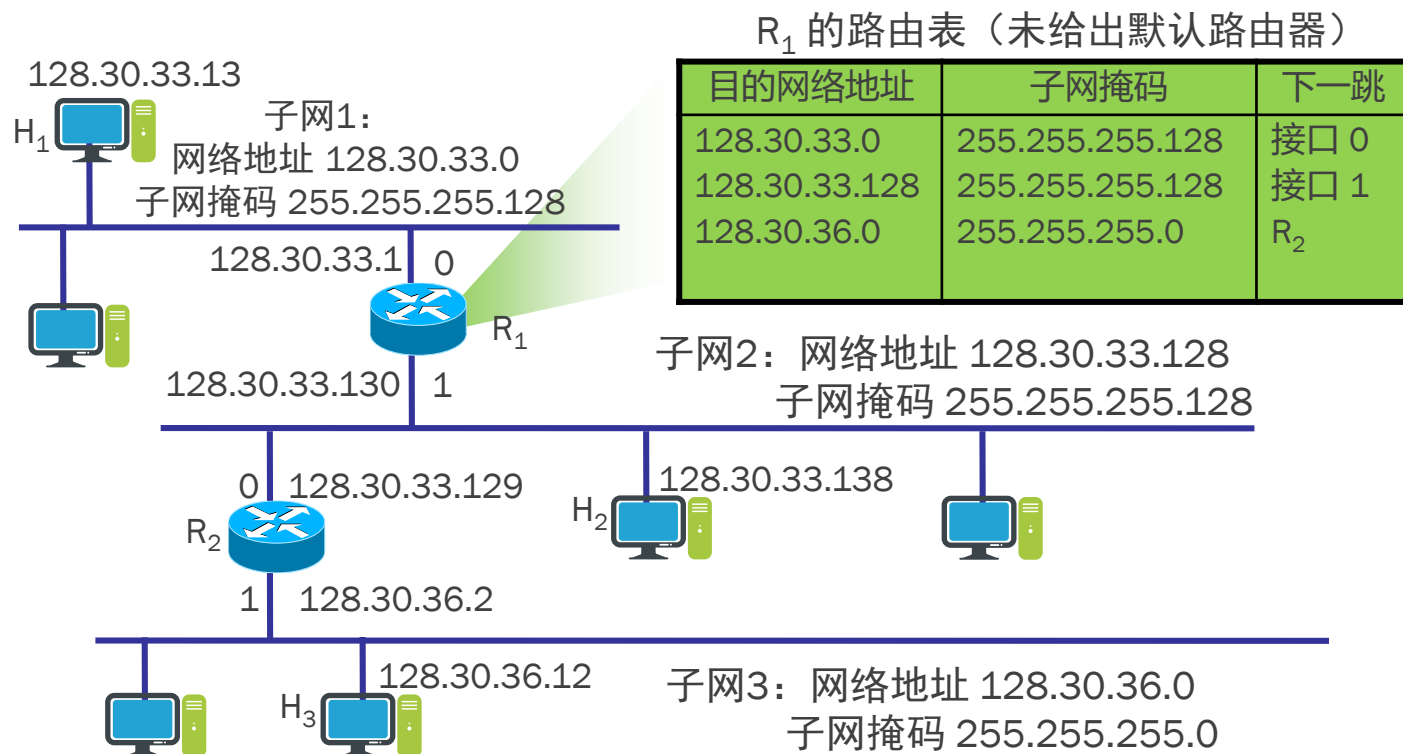 R₁ 的路由表（未给出默认路由器）
目的网络地址 子网掩码 下一跳
128.30.33.0 255.255.255.128 接口 0
128.30.33.128 255.255.255.128 接口 1
128.30.36.0 255.255.255.0 R₂
128.30.33.13
H₁
子网1：
网络地址 128.30.33.0
子网掩码 255.255.255.128
128.30.33.1 0
R₁
128.30.33.130 1
子网2：网络地址 128.30.33.128
子网掩码 255.255.255.128
0 128.30.33.129
R₂
128.30.33.138
H₂
1 128.30.36.2
128.30.36.12
H₃
子网3：网络地址 128.30.36.0
子网掩码 255.255.255.0